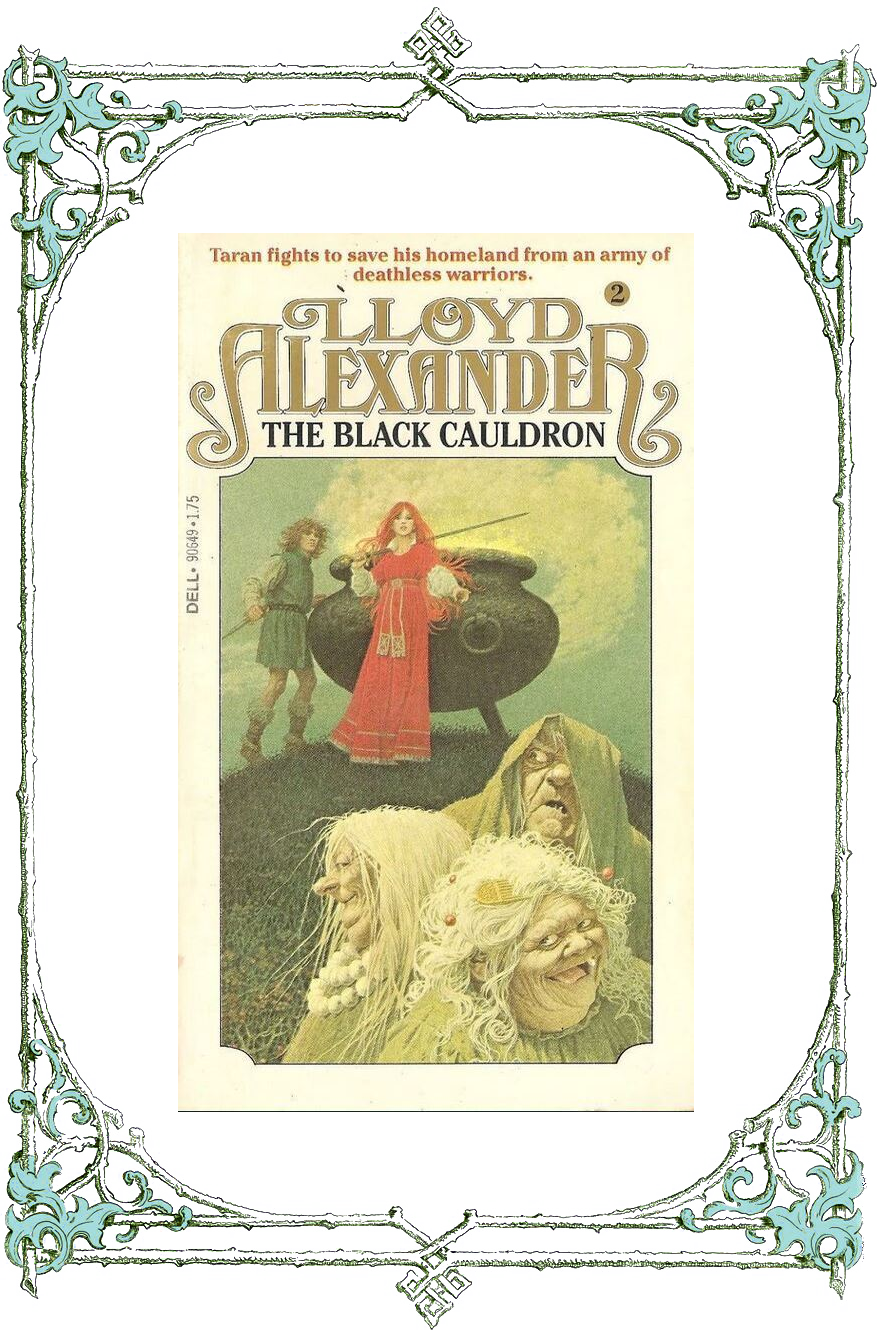 Taran fights to save his homeland from an army of
deathless warriors.
2
LLOYD
ALEXANDER
THE BLACK CAULDRON
DELL • 90649 • 1.75